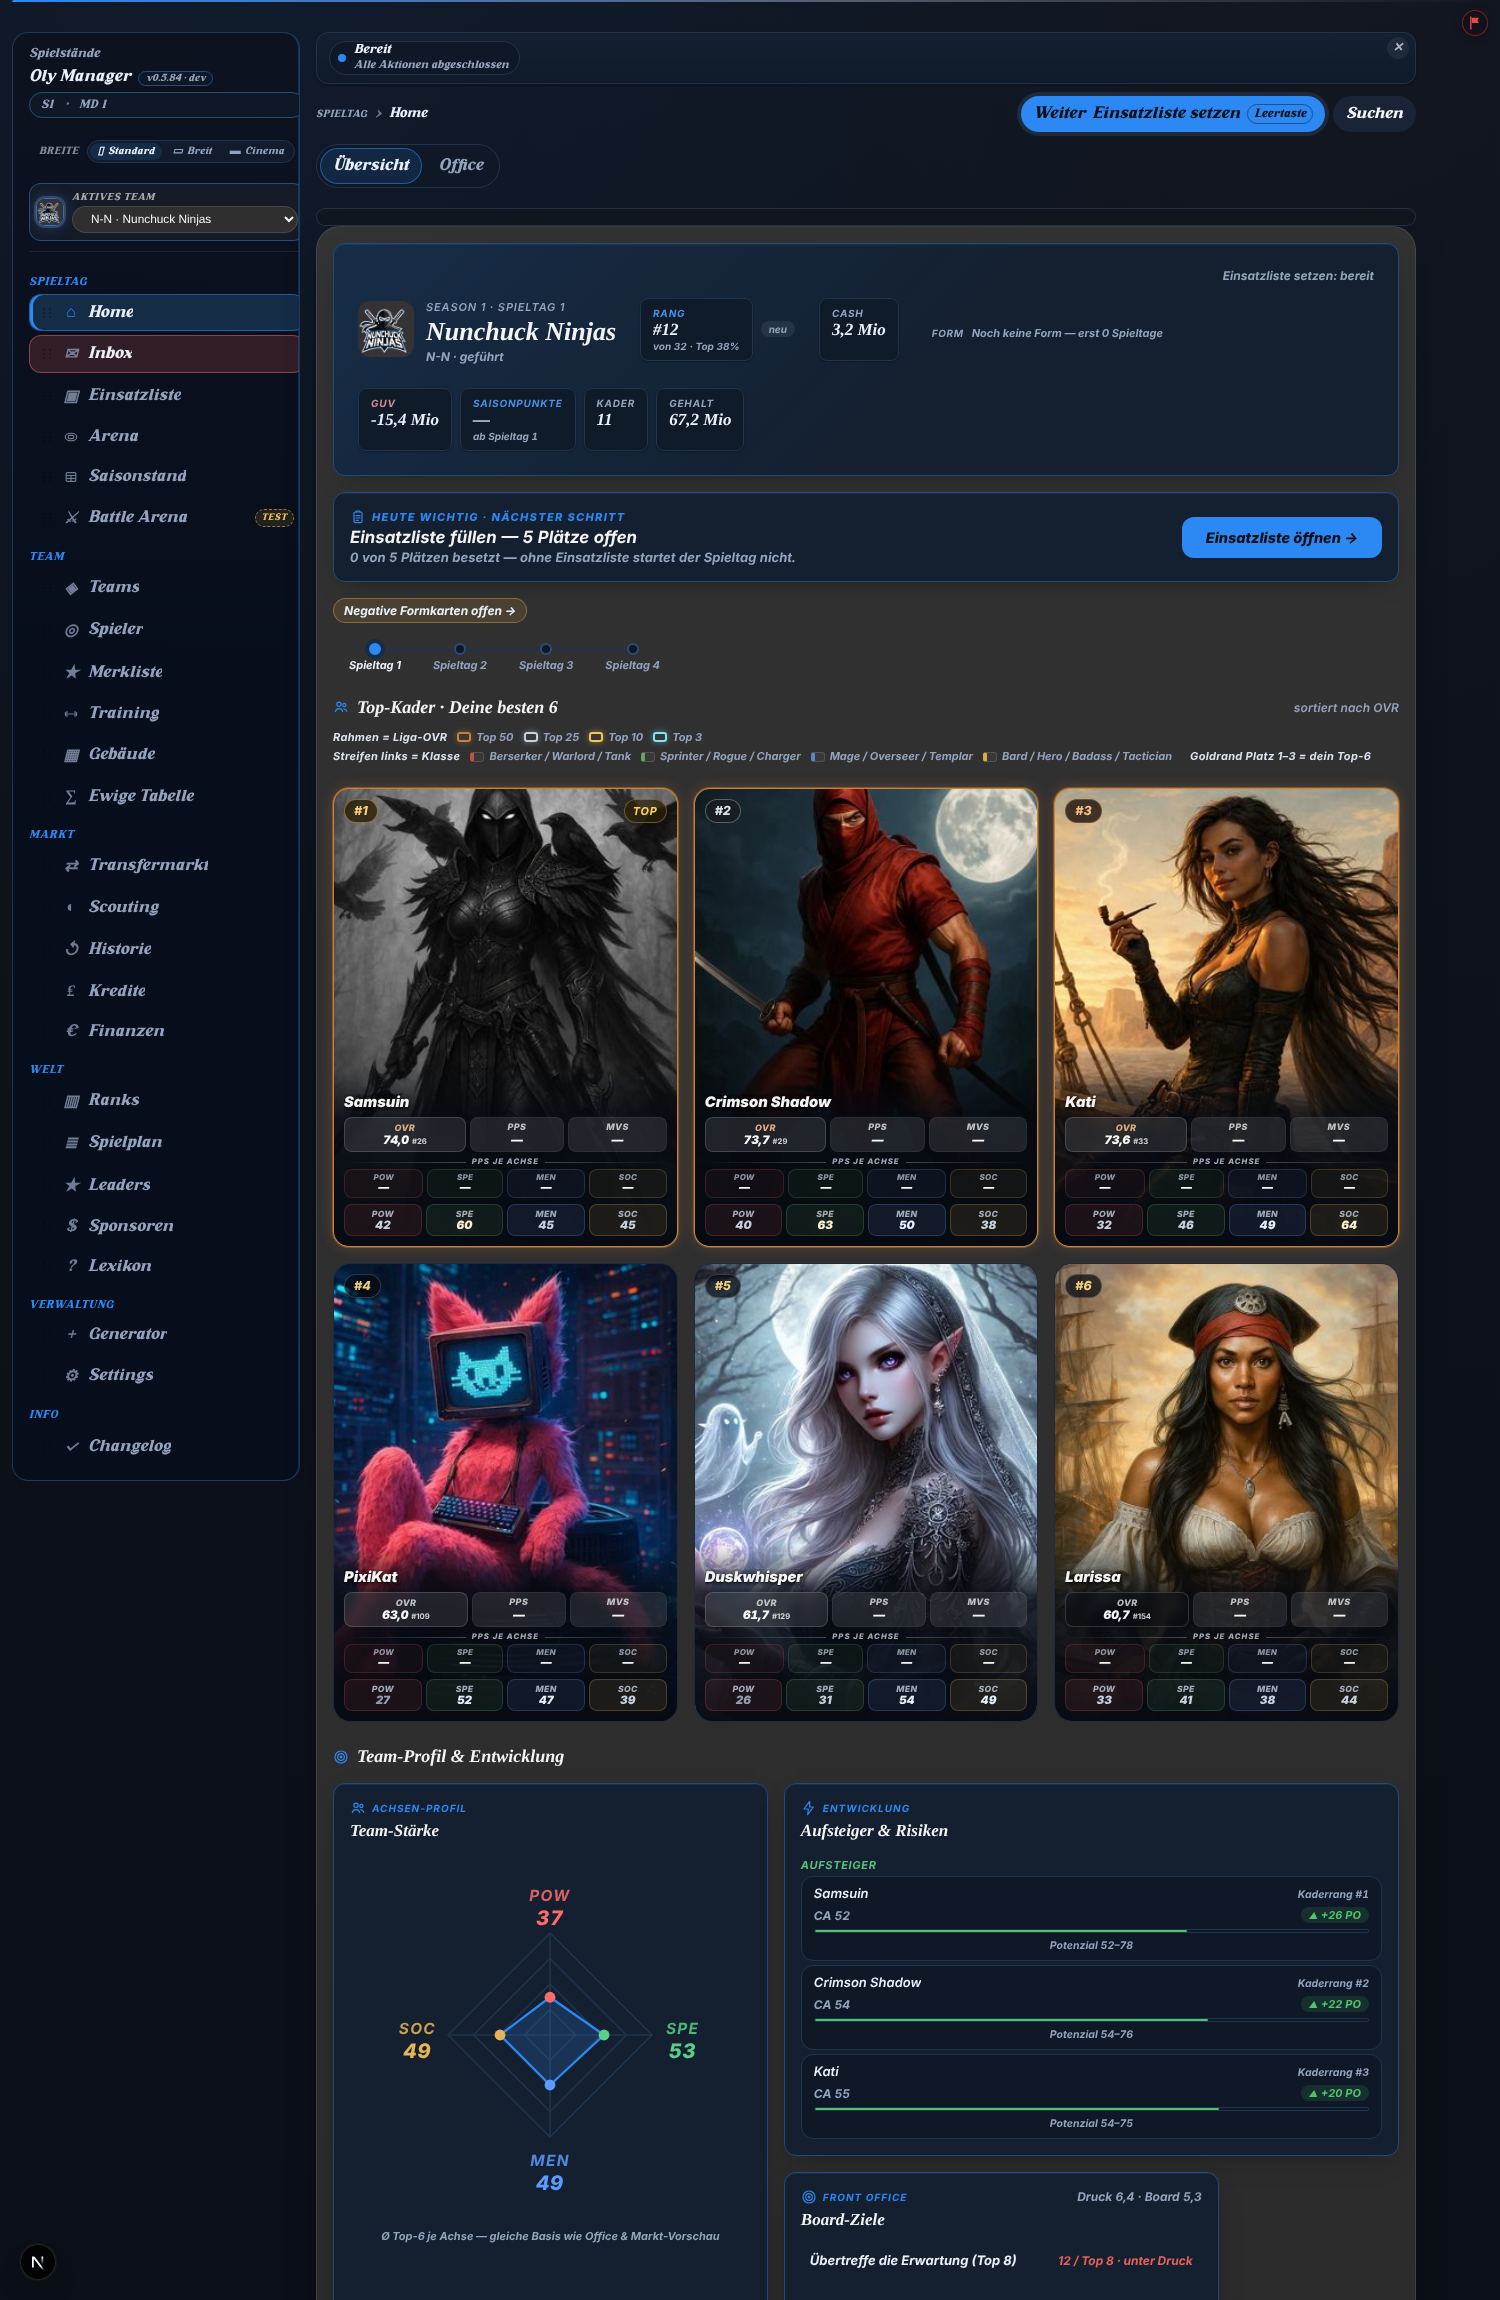 Spielstände
Oly Manager v0.5.84 · dev
S1 · MD 1
BREITE Standard Breit Cinema
AKTIVES TEAM
N-N · Nunchuck Ninjas
SPIELTAG
Home
Inbox
Einsatzliste
Arena
Saisonstand
Battle Arena TEST
TEAM
Teams
Spieler
Merkliste
Training
Gebäude
Ewige Tabelle
MARKT
Transfermarkt
Scouting
Historie
Kredite
Finanzen
WELT
Ranks
Spielplan
Leaders
Sponsoren
Lexikon
VERWALTUNG
Generator
Settings
INFO
Changelog
Bereit
Alle Aktionen abgeschlossen
SPIELTAG › Home
Weiter Einsatzliste setzen Leertaste
Suchen
Übersicht Office
Einsatzliste setzen: bereit
NUNCHUCK NINJAS
SEASON 1 · SPIELTAG 1
Nunchuck Ninjas
N-N · geführt
RANG
#12
von 32 · Top 38%
neu
CASH
3,2 Mio
FORM Noch keine Form — erst 0 Spieltage
GUV
-15,4 Mio
SAISONPUNKTE
—
ab Spieltag 1
KADER
11
GEHALT
67,2 Mio
HEUTE WICHTIG · NÄCHSTER SCHRITT
Einsatzliste füllen — 5 Plätze offen
0 von 5 Plätzen besetzt — ohne Einsatzliste startet der Spieltag nicht.
Einsatzliste öffnen →
Negative Formkarten offen →
Spieltag 1 Spieltag 2 Spieltag 3 Spieltag 4
Top-Kader · Deine besten 6
sortiert nach OVR
Rahmen = Liga-OVR Top 50 Top 25 Top 10 Top 3
Streifen links = Klasse Berserker / Warlord / Tank Sprinter / Rogue / Charger Mage / Overseer / Templar Bard / Hero / Badass / Tactician Goldrand Platz 1–3 = dein Top-6
#1 TOP
Samsuin
OVR PPS MVS
74,0 #26 — —
PPS JE ACHSE
POW SPE MEN SOC
— — — —
POW SPE MEN SOC
42 60 45 45
#2
Crimson Shadow
OVR PPS MVS
73,7 #29 — —
PPS JE ACHSE
POW SPE MEN SOC
— — — —
POW SPE MEN SOC
40 63 50 38
#3
Kati
OVR PPS MVS
73,6 #33 — —
PPS JE ACHSE
POW SPE MEN SOC
— — — —
POW SPE MEN SOC
32 46 49 64
#4
PixiKat
OVR PPS MVS
63,0 #109 — —
PPS JE ACHSE
POW SPE MEN SOC
— — — —
POW SPE MEN SOC
27 52 47 39
#5
Duskwhisper
OVR PPS MVS
61,7 #129 — —
PPS JE ACHSE
POW SPE MEN SOC
— — — —
POW SPE MEN SOC
26 31 54 49
#6
Larissa
OVR PPS MVS
60,7 #154 — —
PPS JE ACHSE
POW SPE MEN SOC
— — — —
POW SPE MEN SOC
33 41 38 44
Team-Profil & Entwicklung
ACHSEN-PROFIL
Team-Stärke
POW
37
SOC
49
SPE
53
MEN
49
Ø Top-6 je Achse — gleiche Basis wie Office & Markt-Vorschau
ENTWICKLUNG
Aufsteiger & Risiken
AUFSTEIGER
Samsuin Kaderrang #1
CA 52 ▲ +26 PO
Potenzial 52–78
Crimson Shadow Kaderrang #2
CA 54 ▲ +22 PO
Potenzial 54–76
Kati Kaderrang #3
CA 55 ▲ +20 PO
Potenzial 54–75
FRONT OFFICE Druck 6,4 · Board 5,3
Board-Ziele
Übertreffe die Erwartung (Top 8) 12 / Top 8 · unter Druck
N